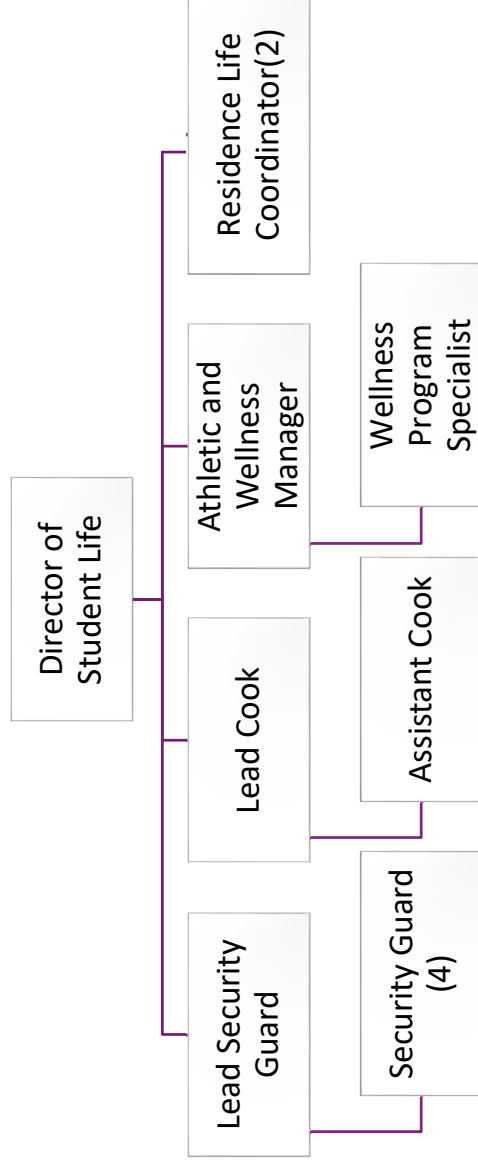 Director of
Student Life
Lead Security
Guard
Lead Cook
Athletic and
Wellness
Manager
Residence Life
Coordinator(2)
Security Guard
(4)
Assistant Cook
Wellness
Program
Specialist